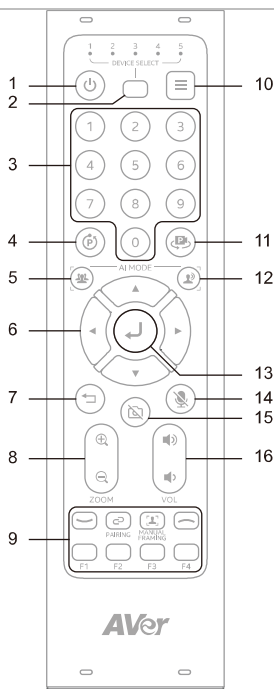 1 2 3 4 5
DEVICE SELECT
1
2
10
1 2 3
3
4 5 6
7 8 9
4
P
0
P
11
AI MODE
5
12
6
13
7
14
15
8
16
ZOOM
VOL
9
PAIRING
MANUAL
FRAMING
F1 F2 F3 F4
AVer